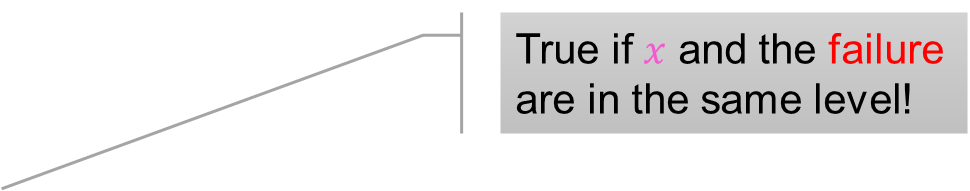 True if 𝑥 and the failure
are in the same level!